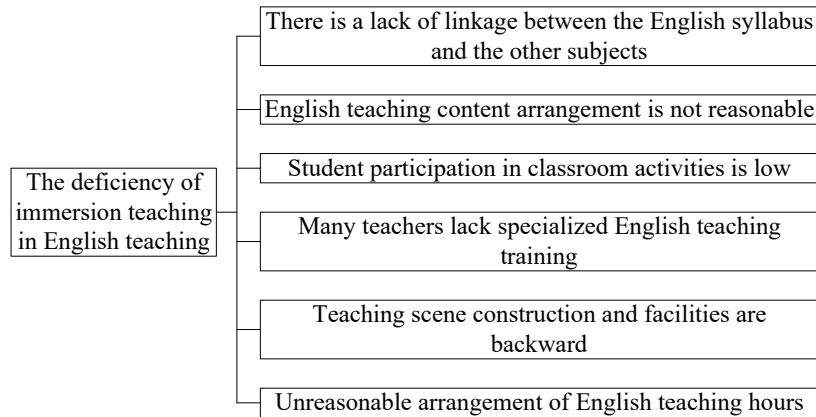 The deficiency of
immersion teaching
in English teaching
There is a lack of linkage between the English syllabus
and the other subjects
English teaching content arrangement is not reasonable
Student participation in classroom activities is low
Many teachers lack specialized English teaching
training
Teaching scene construction and facilities are
backward
Unreasonable arrangement of English teaching hours